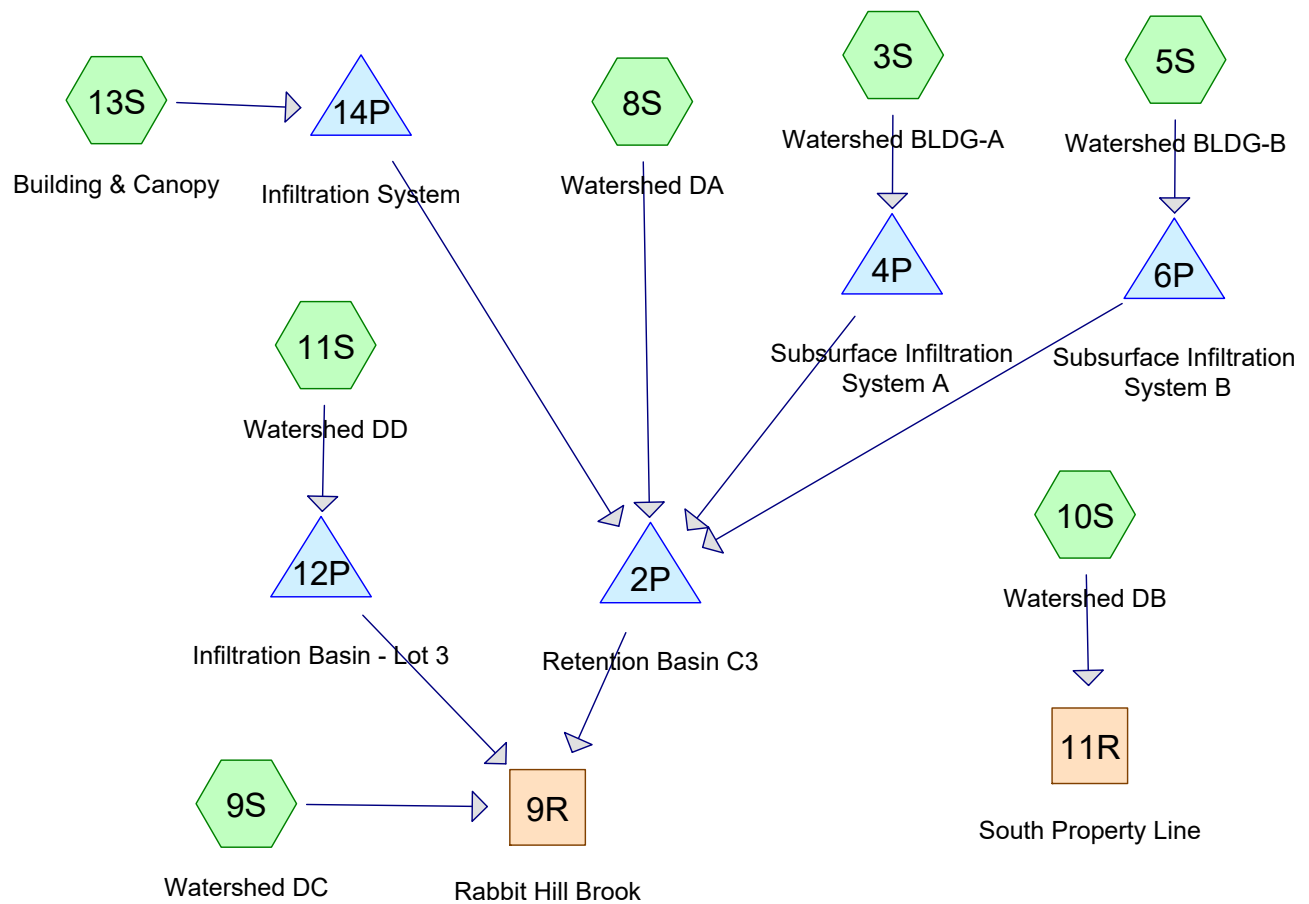 3S
5S
13S
14P
8S
Watershed BLDG-A
Watershed BLDG-B
Building & Canopy
Infiltration System
Watershed DA
4P
6P
11S
Subsurface Infiltration
System A
Subsurface Infiltration
System B
Watershed DD
10S
12P
2P
Watershed DB
Infiltration Basin - Lot 3
Retention Basin C3
11R
9S
9R
South Property Line
Watershed DC
Rabbit Hill Brook